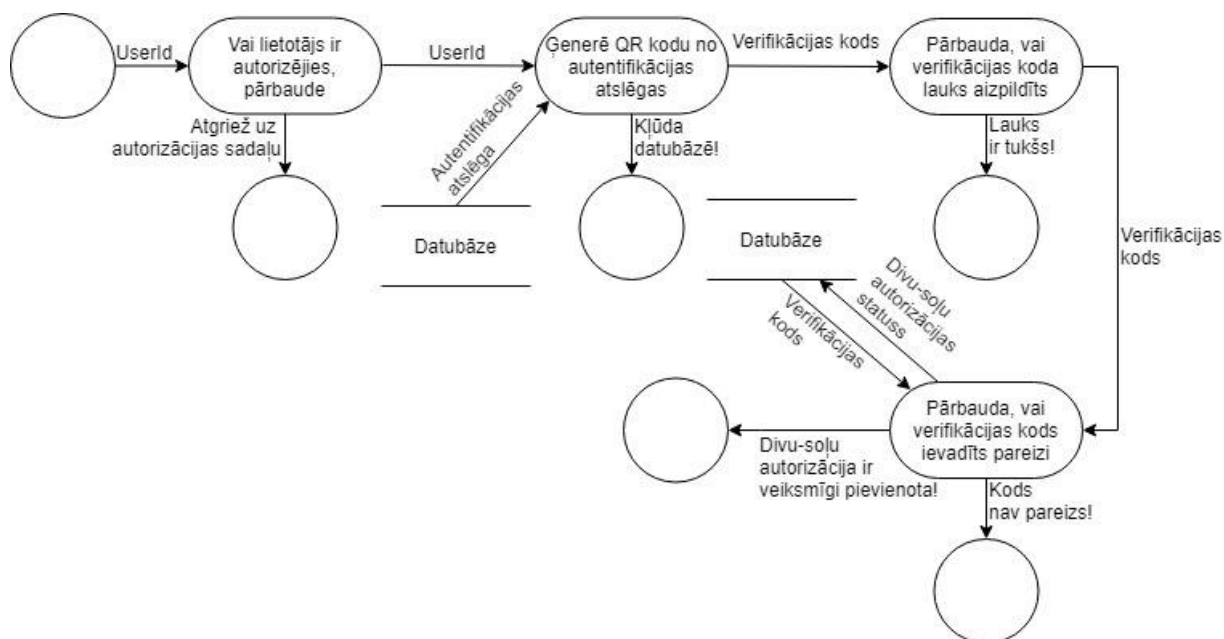 UserId
Vai lietotājs ir
autorizējies,
pārbaude
UserId
Ģenerē QR kodu no
autentifikācijas
atslēgas
Verifikācijas kods
Pārbauda, vai
verifikācijas koda
lauks aizpildīts
Atgriež uz
autorizācijas sadaļu
Autentifikācijas
atslēga
Kļūda
datubāzē!
Lauks
ir tukšs!
Datubāze
Datubāze
Verifikācijas
kods
Divu-soļu
autorizācijas
statuss
Verifikācijas
kods
Pārbauda, vai
verifikācijas kods
ievadīts pareizi
Divu-soļu
autorizācija ir
veiksmīgi pievienota!
Kods
nav pareizs!